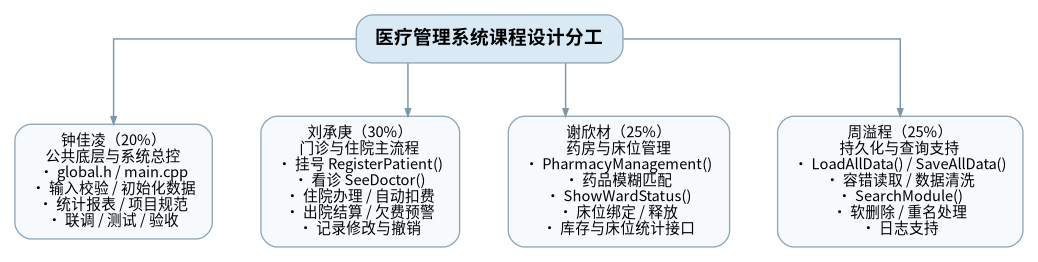 医疗管理系统课程设计分工
钟佳凌（20%）
公共底层与系统总控
• global.h / main.cpp
• 输入校验 / 初始化数据
• 统计报表 / 项目规范
• 联调 / 测试 / 验收
刘承庚（30%）
门诊与住院主流程
• 挂号 RegisterPatient()
• 看诊 SeeDoctor()
• 住院办理 / 自动扣费
• 出院结算 / 欠费预警
• 记录修改与撤销
谢欣材（25%）
药房与床位管理
• PharmacyManagement()
• 药品模糊匹配
• ShowWardStatus()
• 床位绑定 / 释放
• 库存与床位统计接口
周溢程（25%）
持久化与查询支持
• LoadAllData() / SaveAllData()
• 容错读取 / 数据清洗
• SearchModule()
• 软删除 / 重名处理
• 日志支持